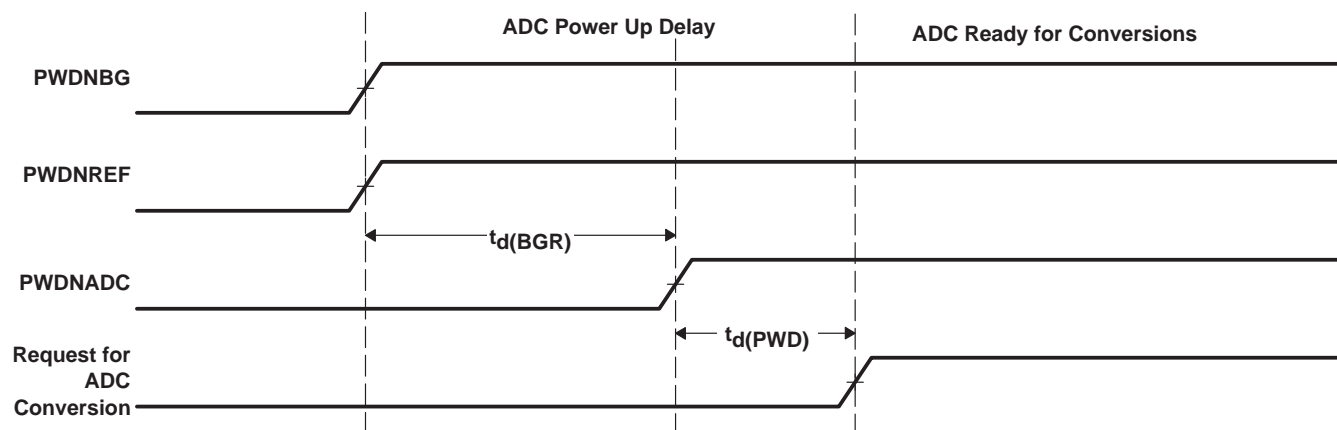 ADC Power Up Delay
ADC Ready for Conversions
PWDNBG
PWDNREF
td(BGR)
PWDNADC
td(PWD)
Request for
ADC
Conversion